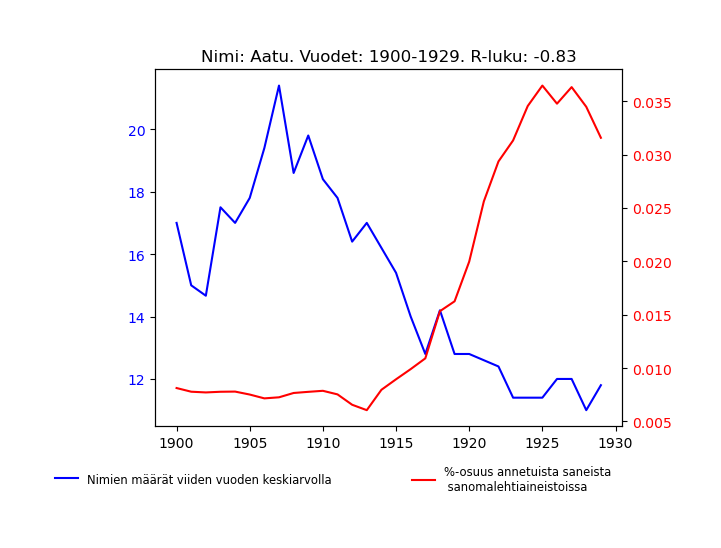 Nimi: Aatu. Vuodet: 1900-1929. R-luku: -0.83
20
18
16
14
12
0.035
0.030
0.025
0.020
0.015
0.010
0.005
1900 1905 1910 1915 1920 1925 1930
Nimien määrät viiden vuoden keskiarvolla
%-osuus annetuista saneista
sanomalehtiaineistoissa